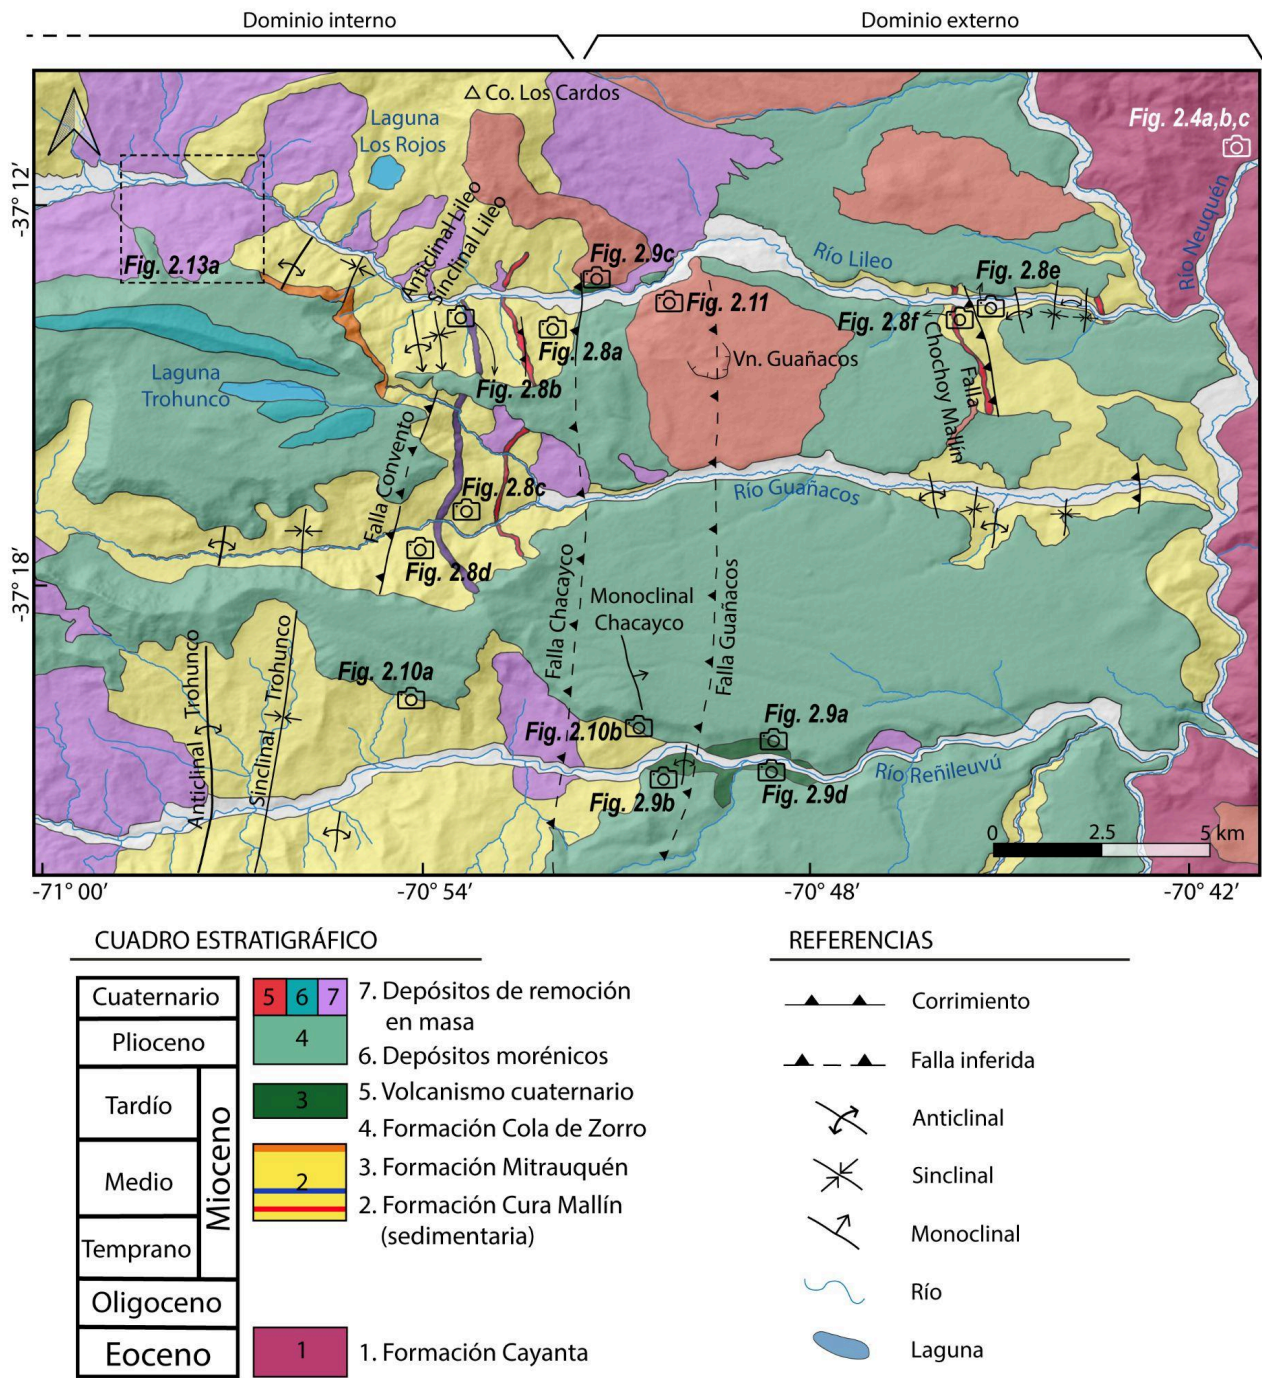 Dominio interno
Dominio externo
Co. Los Cardos
Laguna
Los Rojos
Fig. 2.4a,b,c
-37° 12′
Anticlinal Lileo
Sinclinal Lileo
Río Neuquén
Fig. 2.13a
Fig. 2.9c
Río Lileo
Fig. 2.8e
Fig. 2.11
Fig. 2.8f
Fig. 2.8a
Vn. Guañacos
Laguna
Trohunco
Fig. 2.8b
Falla
Chochoy Mallín
Falla Convento
Fig. 2.8c
Río Guañacos
Fig. 2.8d
-37° 18′
Falla Chacayco
Monoclinal
Chacayco
Falla Guañacos
Anticlinal Trohunco
Sinclinal Trohunco
Fig. 2.10a
Fig. 2.10b
Fig. 2.9a
Río Reñileuvú
Fig. 2.9b
Fig. 2.9d
0 2.5 5 km
-71° 00′
-70° 54′
-70° 48′
-70° 42′
CUADRO ESTRATIGRÁFICO
Cuaternario
Plioceno
Tardío
Medio
Temprano
Mioceno
Oligoceno
Eoceno
5 6 7
4
3
2
1
7. Depósitos de remoción
en masa
6. Depósitos morénicos
5. Volcanismo cuaternario
4. Formación Cola de Zorro
3. Formación Mitrauquén
2. Formación Cura Mallín
(sedimentaria)
1. Formación Cayanta
REFERENCIAS
Corrimiento
Falla inferida
Anticlinal
Sinclinal
Monoclinal
Río
Laguna